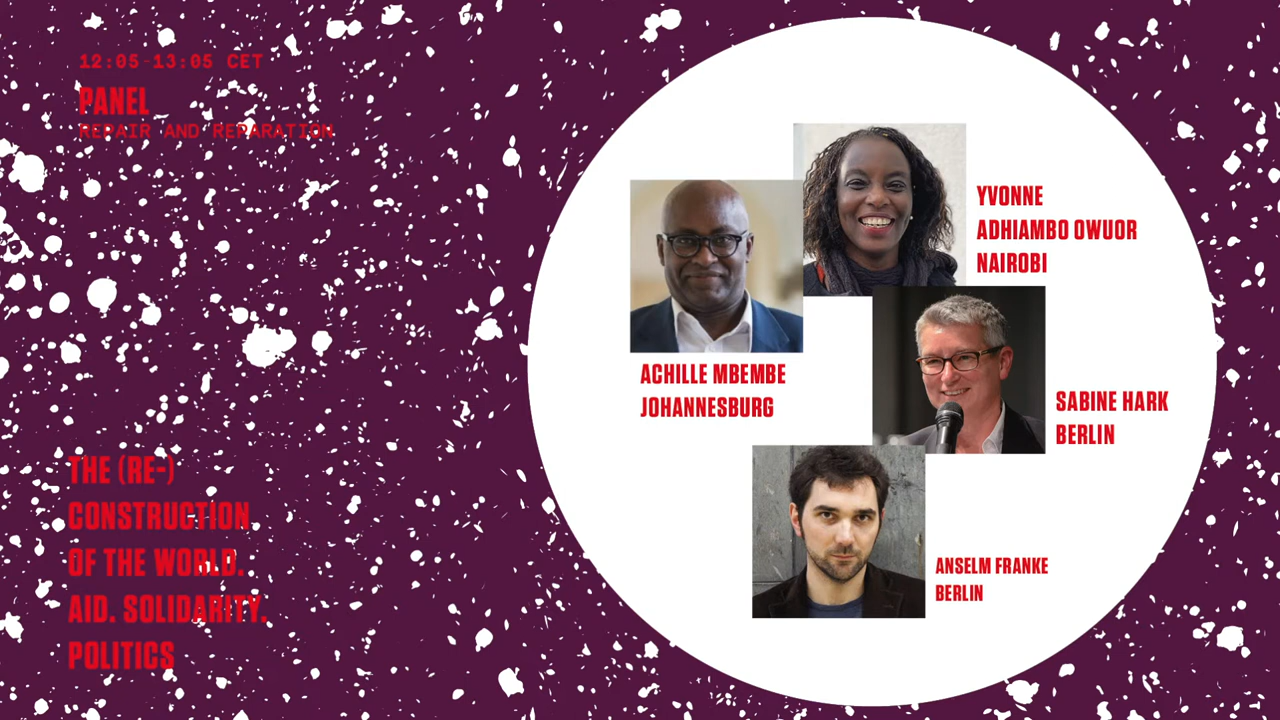 12:05-13:05 CET
PANEL
REPAIR AND REPARATION
THE (RE-)
CONSTRUCTION
OF THE WORLD.
AID. SOLIDARITY.
POLITICS
YVONNE
ADHIAMBO OWUOR
NAIROBI
ACHILLE MBEMBE
JOHANNESBURG
SABINE HARK
BERLIN
ANSELM FRANKE
BERLIN